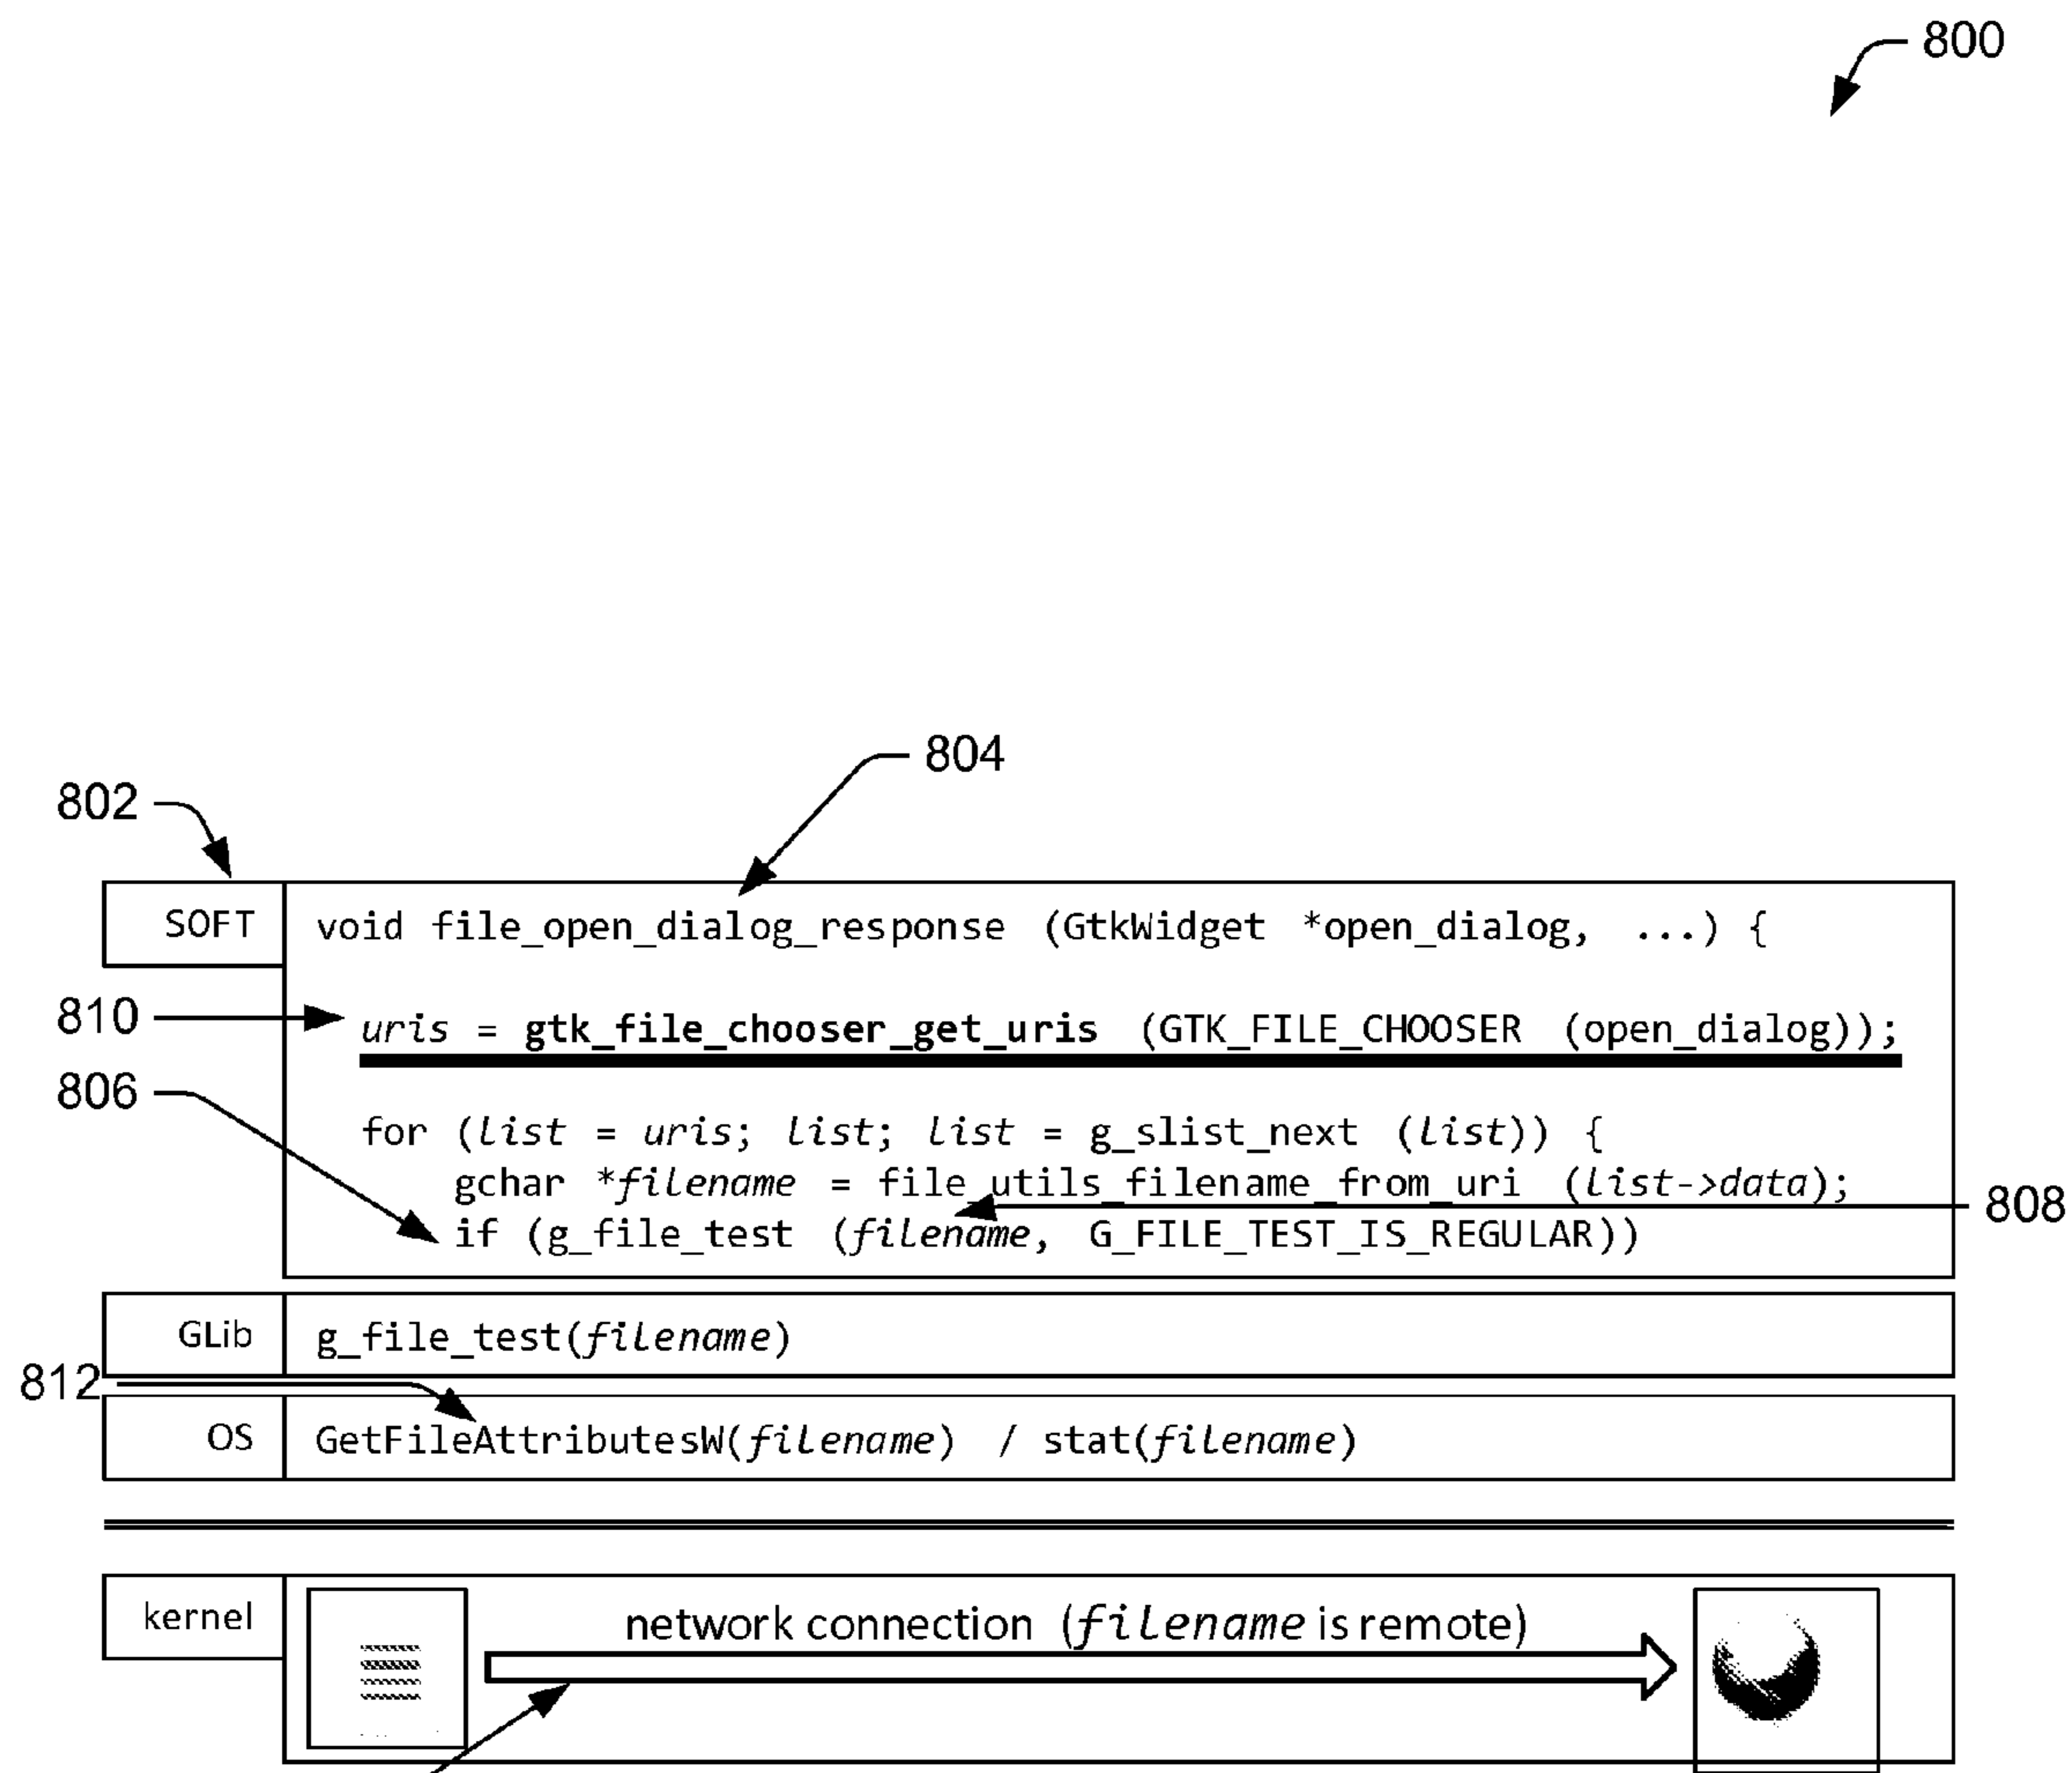 800
804
802
SOFT void file_open_dialog_response (GtkWidget *open_dialog, ...) {
810 uris = gtk_file_chooser_get_uris (GTK_FILE_CHOOSER (open_dialog));
806
for (list = uris; list; list = g_slist_next (list)) {
gchar *filename = file_utils_filename_from_uri (list->data);
808
if (g_file_test (filename, G_FILE_TEST_IS_REGULAR))
GLib g_file_test(filename)
812
OS GetFileAttributesW(filename) / stat(filename)
kernel network connection (filename is remote)